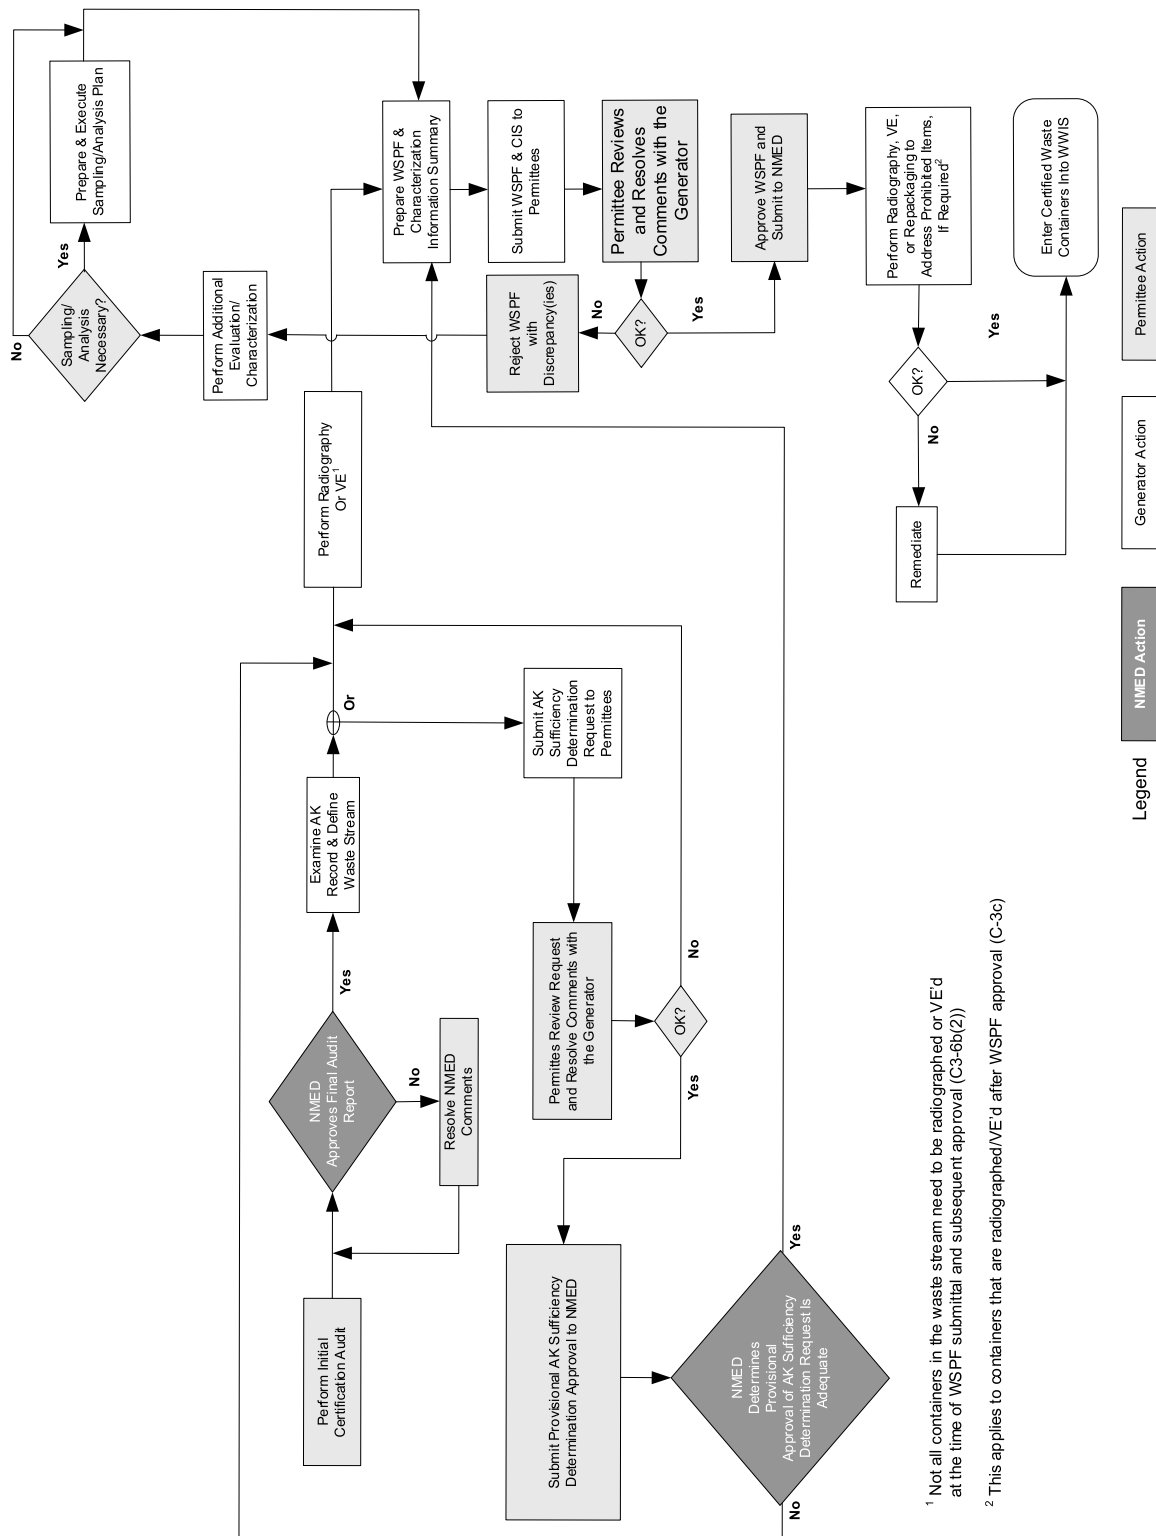 Perform Initial
Certification Audit
NMED
Approves Final Audit
Report
Yes
No
Resolve NMED
Comments
Examine AK
Record & Define
Waste Stream
Or
Perform Radiography
Or VE¹
Submit AK
Sufficiency
Determination
Request to
Permittees
Permittes Review Request
and Resolve Comments with
the Generator
OK?
No
Yes
Submit Provisional AK Sufficiency
Determination Approval to NMED
NMED
Determines
Provisional
Approval of AK Sufficiency
Determination Request Is
Adequate
No
Yes
Perform Additional
Evaluation/
Characterization
Sampling/
Analysis
Necessary?
No
Yes
Prepare & Execute
Sampling/Analysis Plan
Prepare WSPF &
Characterization
Information Summary
Submit WSPF & CIS to
Permittees
Permittee Reviews
and Resolves
Comments with the
Generator
OK?
No
Yes
Reject WSPF
with
Discrepancy(ies)
Approve WSPF and
Submit to NMED
Perform Radiography, VE,
or Repackaging to
Address Prohibited Items,
If Required²
OK?
No
Yes
Remediate
Enter Certified Waste
Containers Into WWIS
¹ Not all containers in the waste stream need to be radiographed or VE’d
at the time of WSPF submittal and subsequent approval (C3-6b(2))
² This applies to containers that are radiographed/VE’d after WSPF approval (C-3c)
Legend
NMED Action
Generator Action
Permittee Action